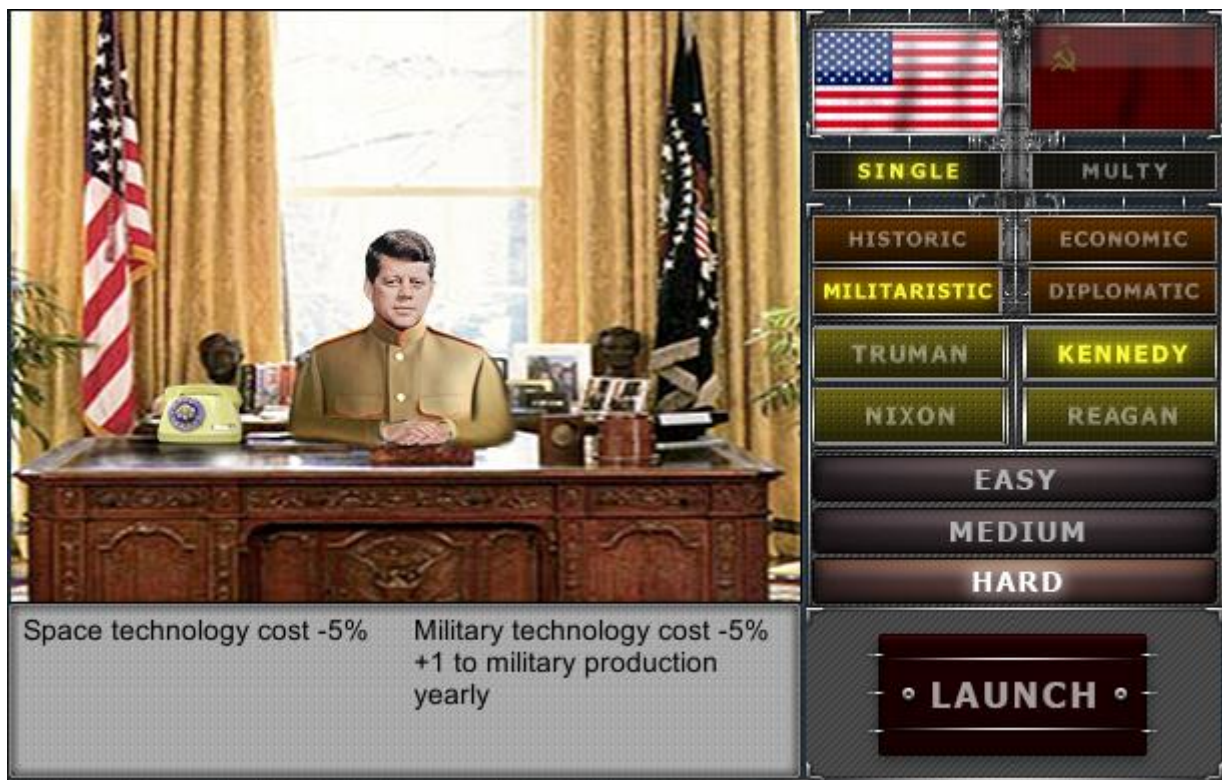 SINGLE
MULTY
HISTORIC
ECONOMIC
MILITARISTIC
DIPLOMATIC
TRUMAN
KENNEDY
NIXON
REAGAN
EASY
MEDIUM
HARD
Space technology cost -5%
Military technology cost -5%
+1 to military production
yearly
LAUNCH